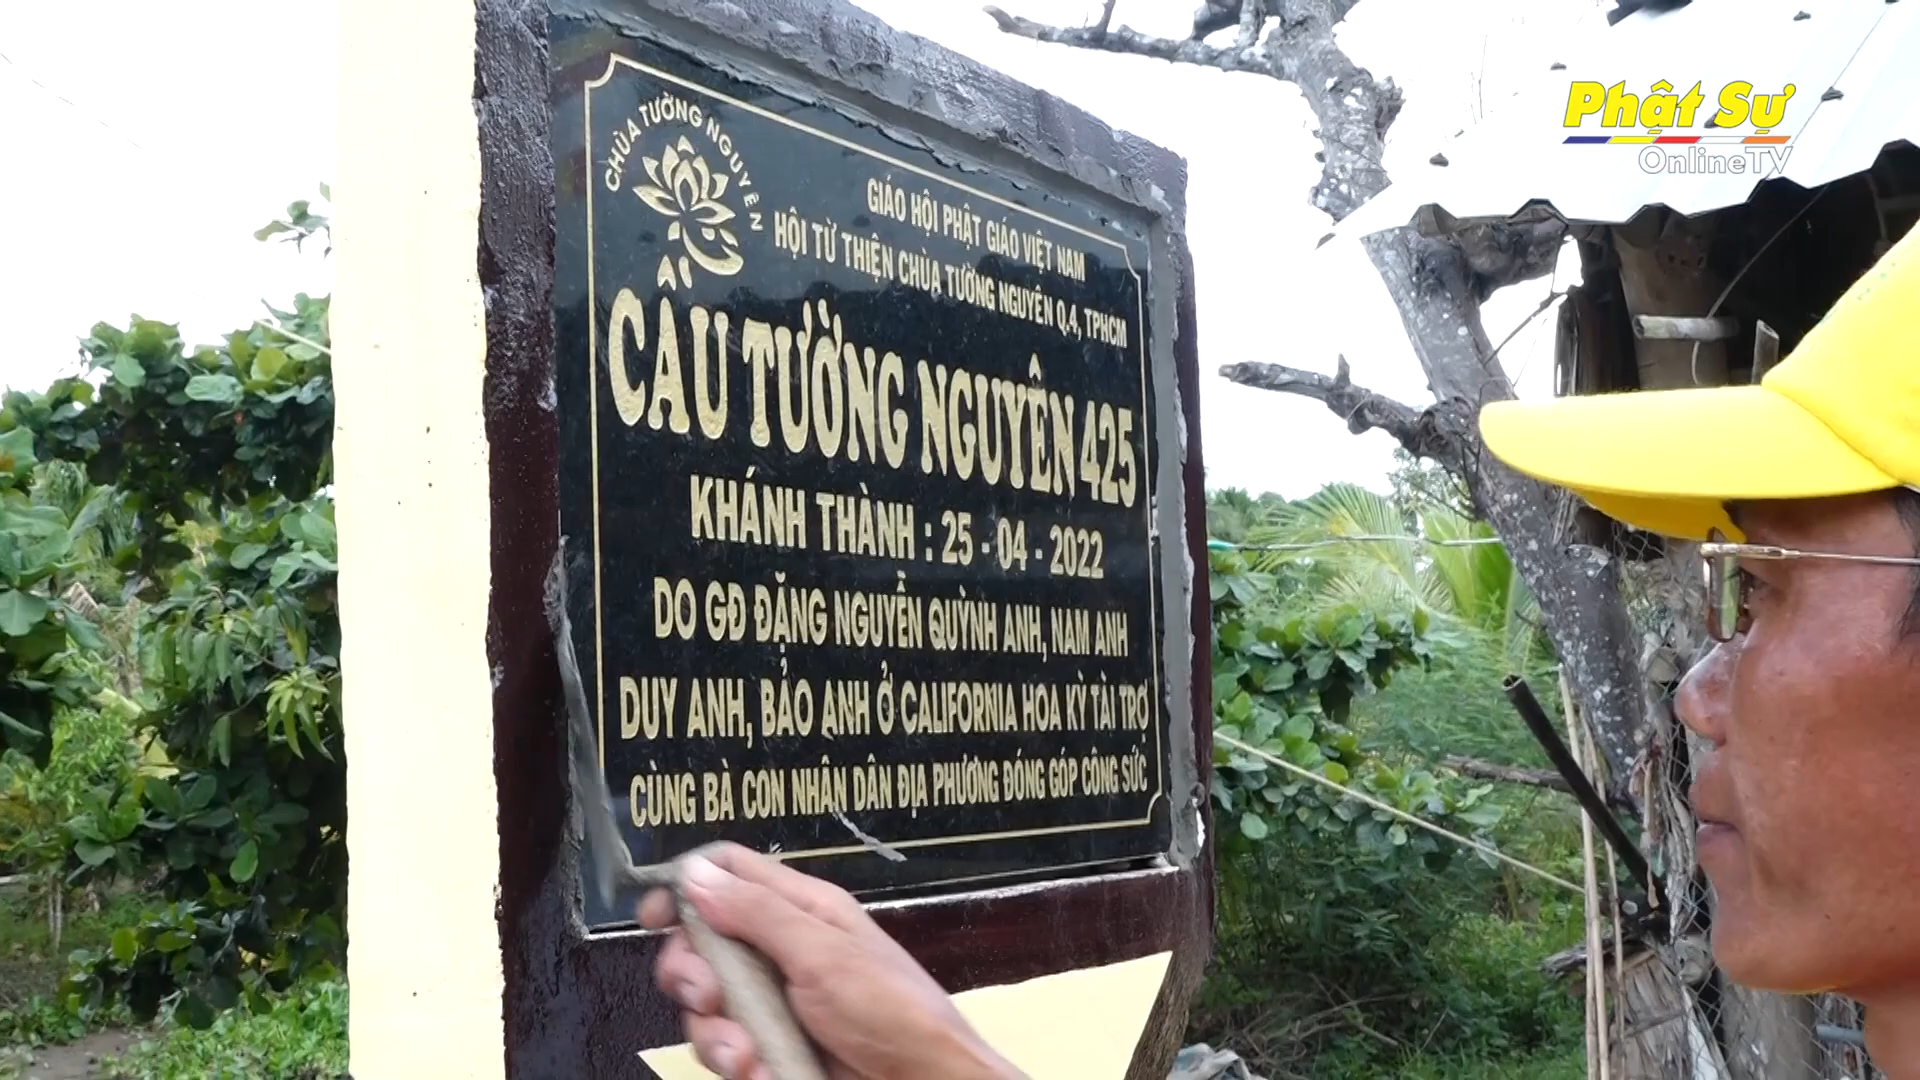 CHÙA TƯỜNG NGUYÊN
GIÁO HỘI PHẬT GIÁO VIỆT NAM
HỘI TỪ THIỆN CHÙA TƯỜNG NGUYÊN Q.4, TPHCM
CẦU TƯỜNG NGUYÊN 425
KHÁNH THÀNH : 25 - 04 - 2022
DO GĐ ĐẶNG NGUYỄN QUỲNH ANH, NAM ANH
DUY ANH, BẢO ANH Ở CALIFORNIA HOA KỲ TÀI TRỢ
CÙNG BÀ CON NHÂN DÂN ĐỊA PHƯƠNG ĐÓNG GÓP CÔNG SỨC
Phật Sự
OnlineTV